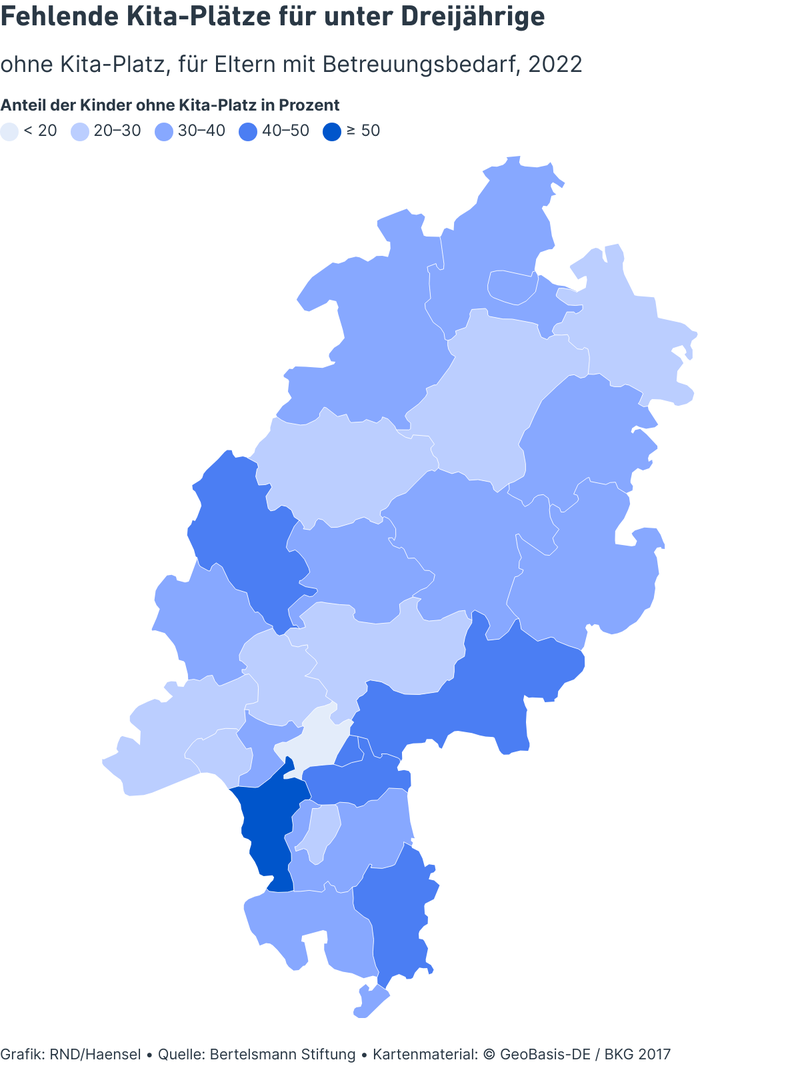 Fehlende Kita-Plätze für unter Dreijährige
ohne Kita-Platz, für Eltern mit Betreuungsbedarf, 2022
Anteil der Kinder ohne Kita-Platz in Prozent
< 20 20–30 30–40 40–50 ≥ 50
Grafik: RND/Haensel • Quelle: Bertelsmann Stiftung • Kartenmaterial: © GeoBasis-DE / BKG 2017